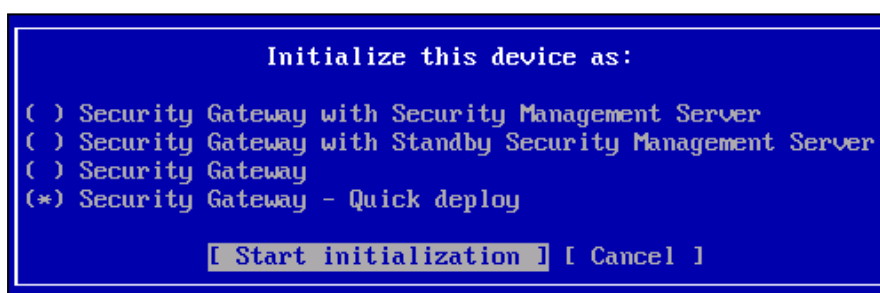 Initialize this device as:
( ) Security Gateway with Security Management Server
( ) Security Gateway with Standby Security Management Server
( ) Security Gateway
(*) Security Gateway - Quick deploy
[ Start initialization ] [ Cancel ]